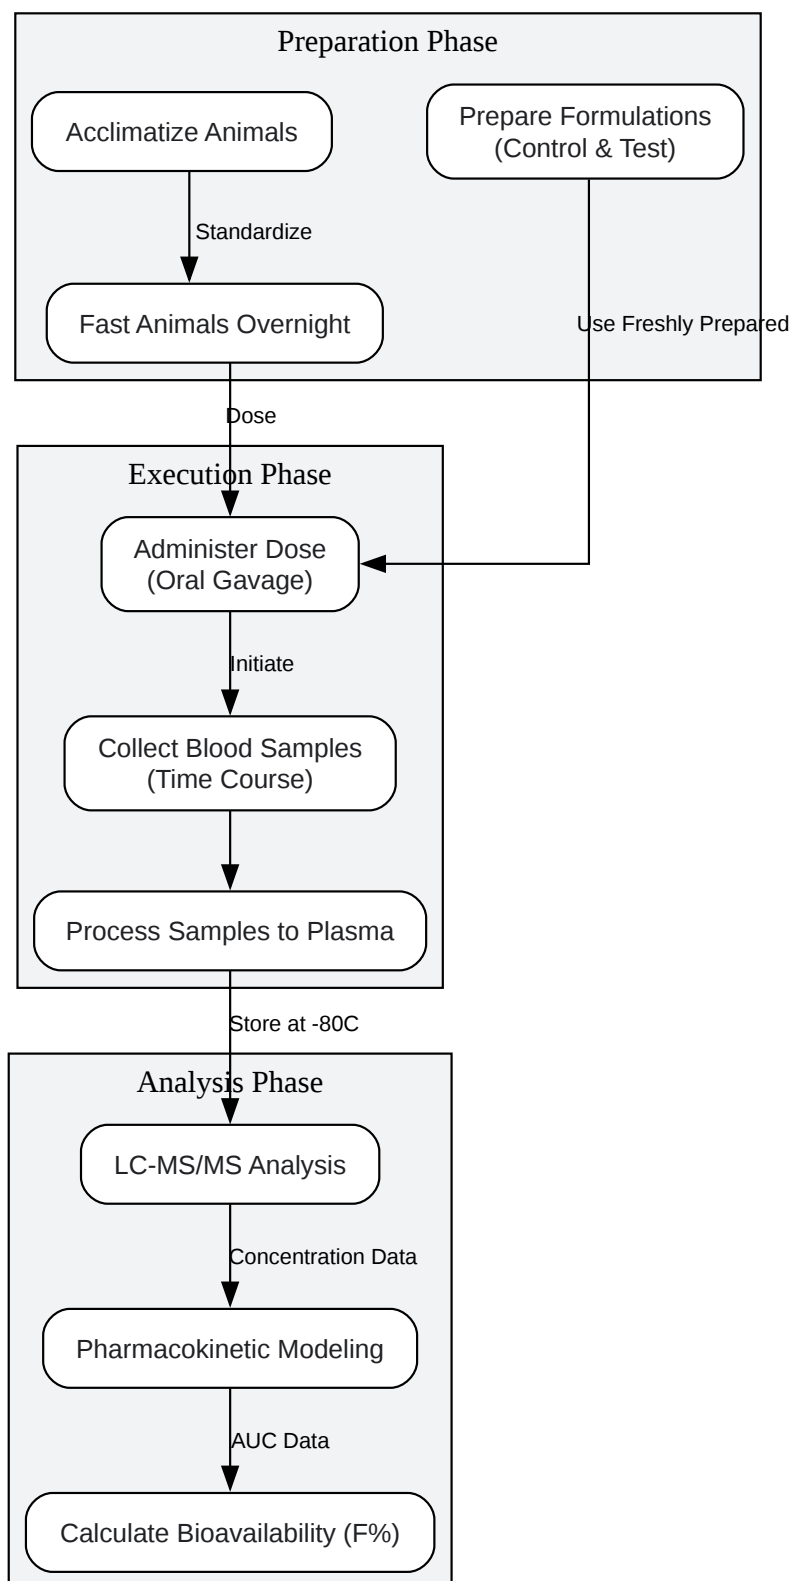 Preparation Phase
Acclimatize Animals
Prepare Formulations
(Control & Test)
Standardize
Fast Animals Overnight
Use Freshly Prepared
Dose
Execution Phase
Administer Dose
(Oral Gavage)
Initiate
Collect Blood Samples
(Time Course)
Process Samples to Plasma
Store at -80C
Analysis Phase
LC-MS/MS Analysis
Concentration Data
Pharmacokinetic Modeling
AUC Data
Calculate Bioavailability (F%)